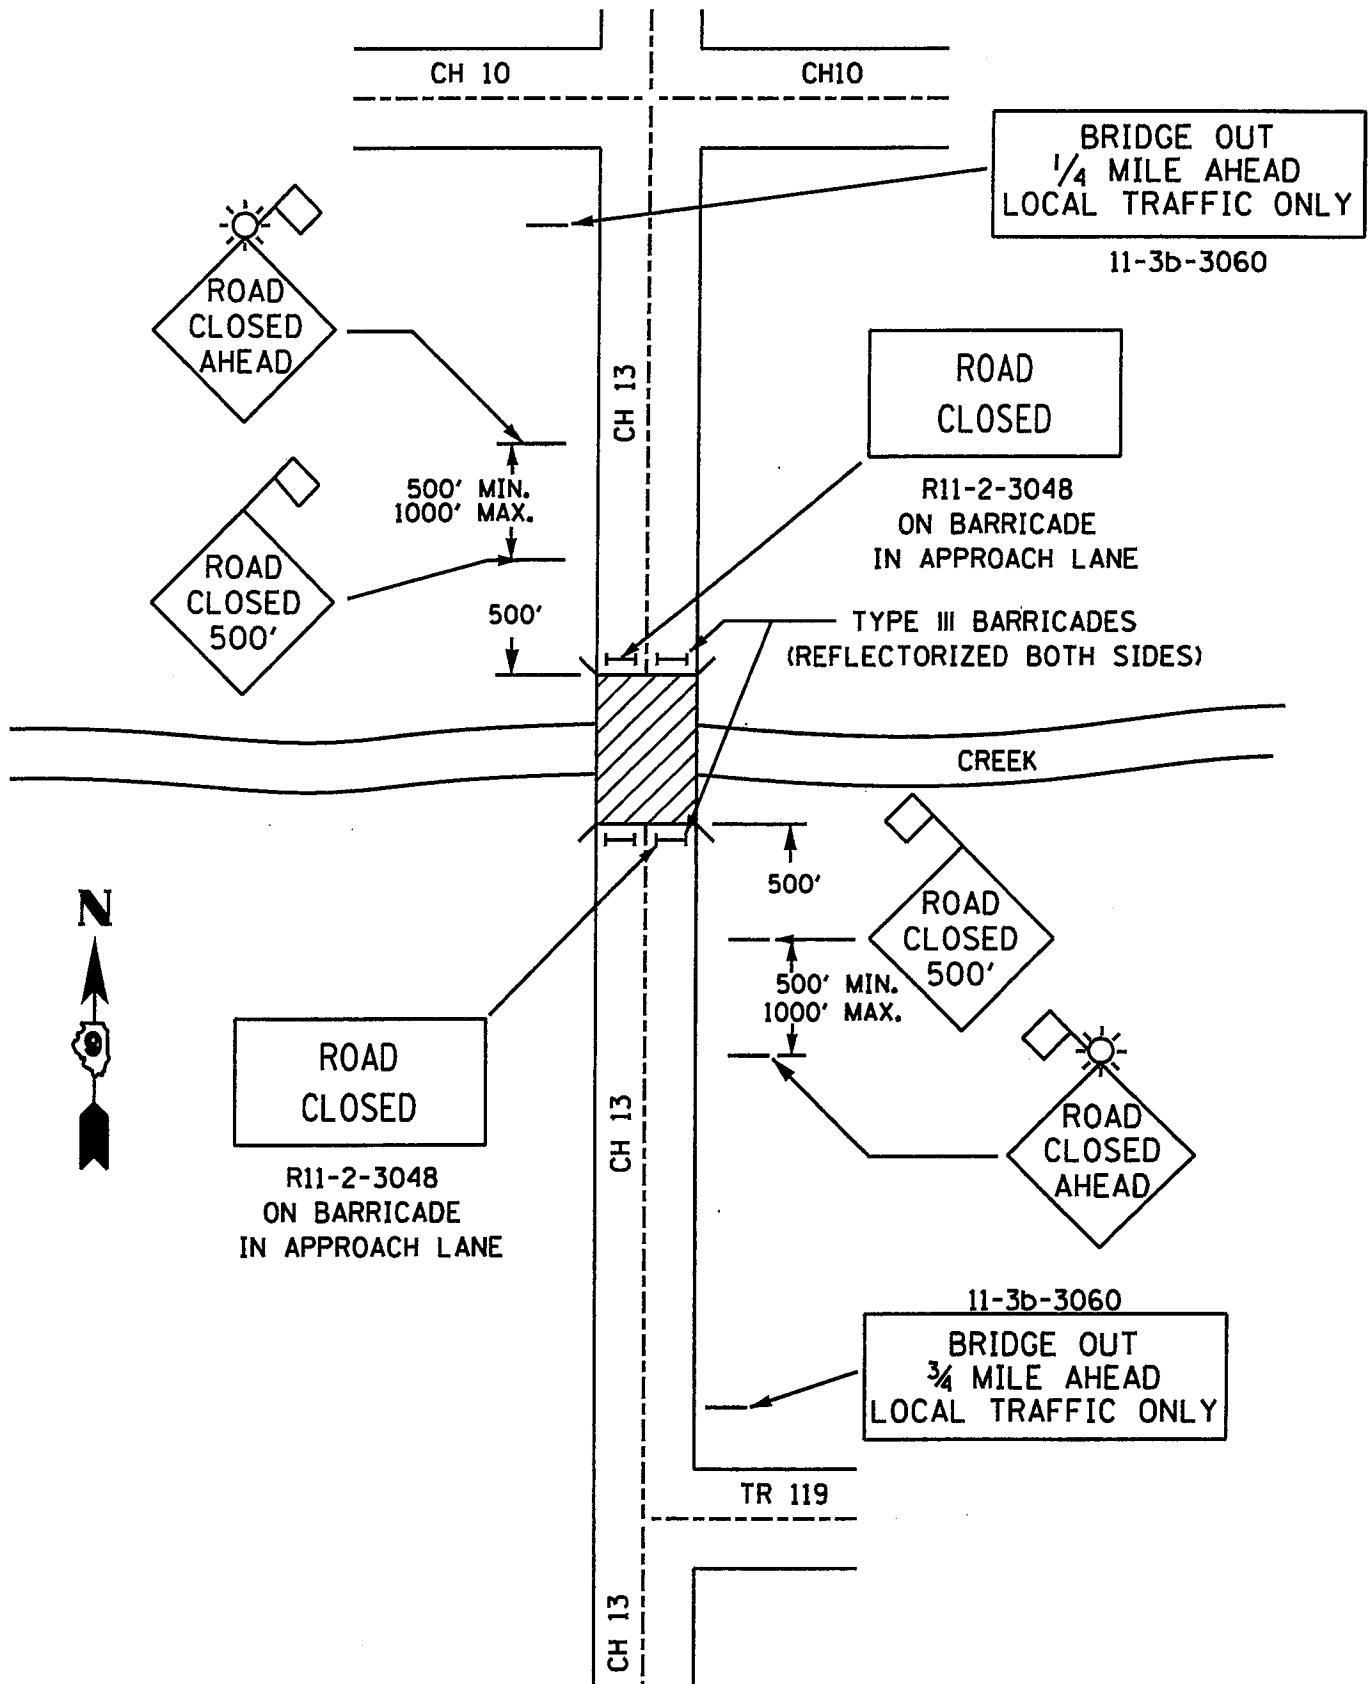 CH 10
CH10
BRIDGE OUT
1/4 MILE AHEAD
LOCAL TRAFFIC ONLY
11-3b-3060
ROAD
CLOSED
AHEAD
CH 13
ROAD
CLOSED
R11-2-3048
ON BARRICADE
IN APPROACH LANE
500' MIN.
1000' MAX.
ROAD
CLOSED
500'
500'
TYPE III BARRICADES
(REFLECTORIZED BOTH SIDES)
CREEK
500'
ROAD
CLOSED
500'
N
500' MIN.
1000' MAX.
ROAD
CLOSED
R11-2-3048
ON BARRICADE
IN APPROACH LANE
CH 13
ROAD
CLOSED
AHEAD
11-3b-3060
BRIDGE OUT
3/4 MILE AHEAD
LOCAL TRAFFIC ONLY
TR 119
CH 13